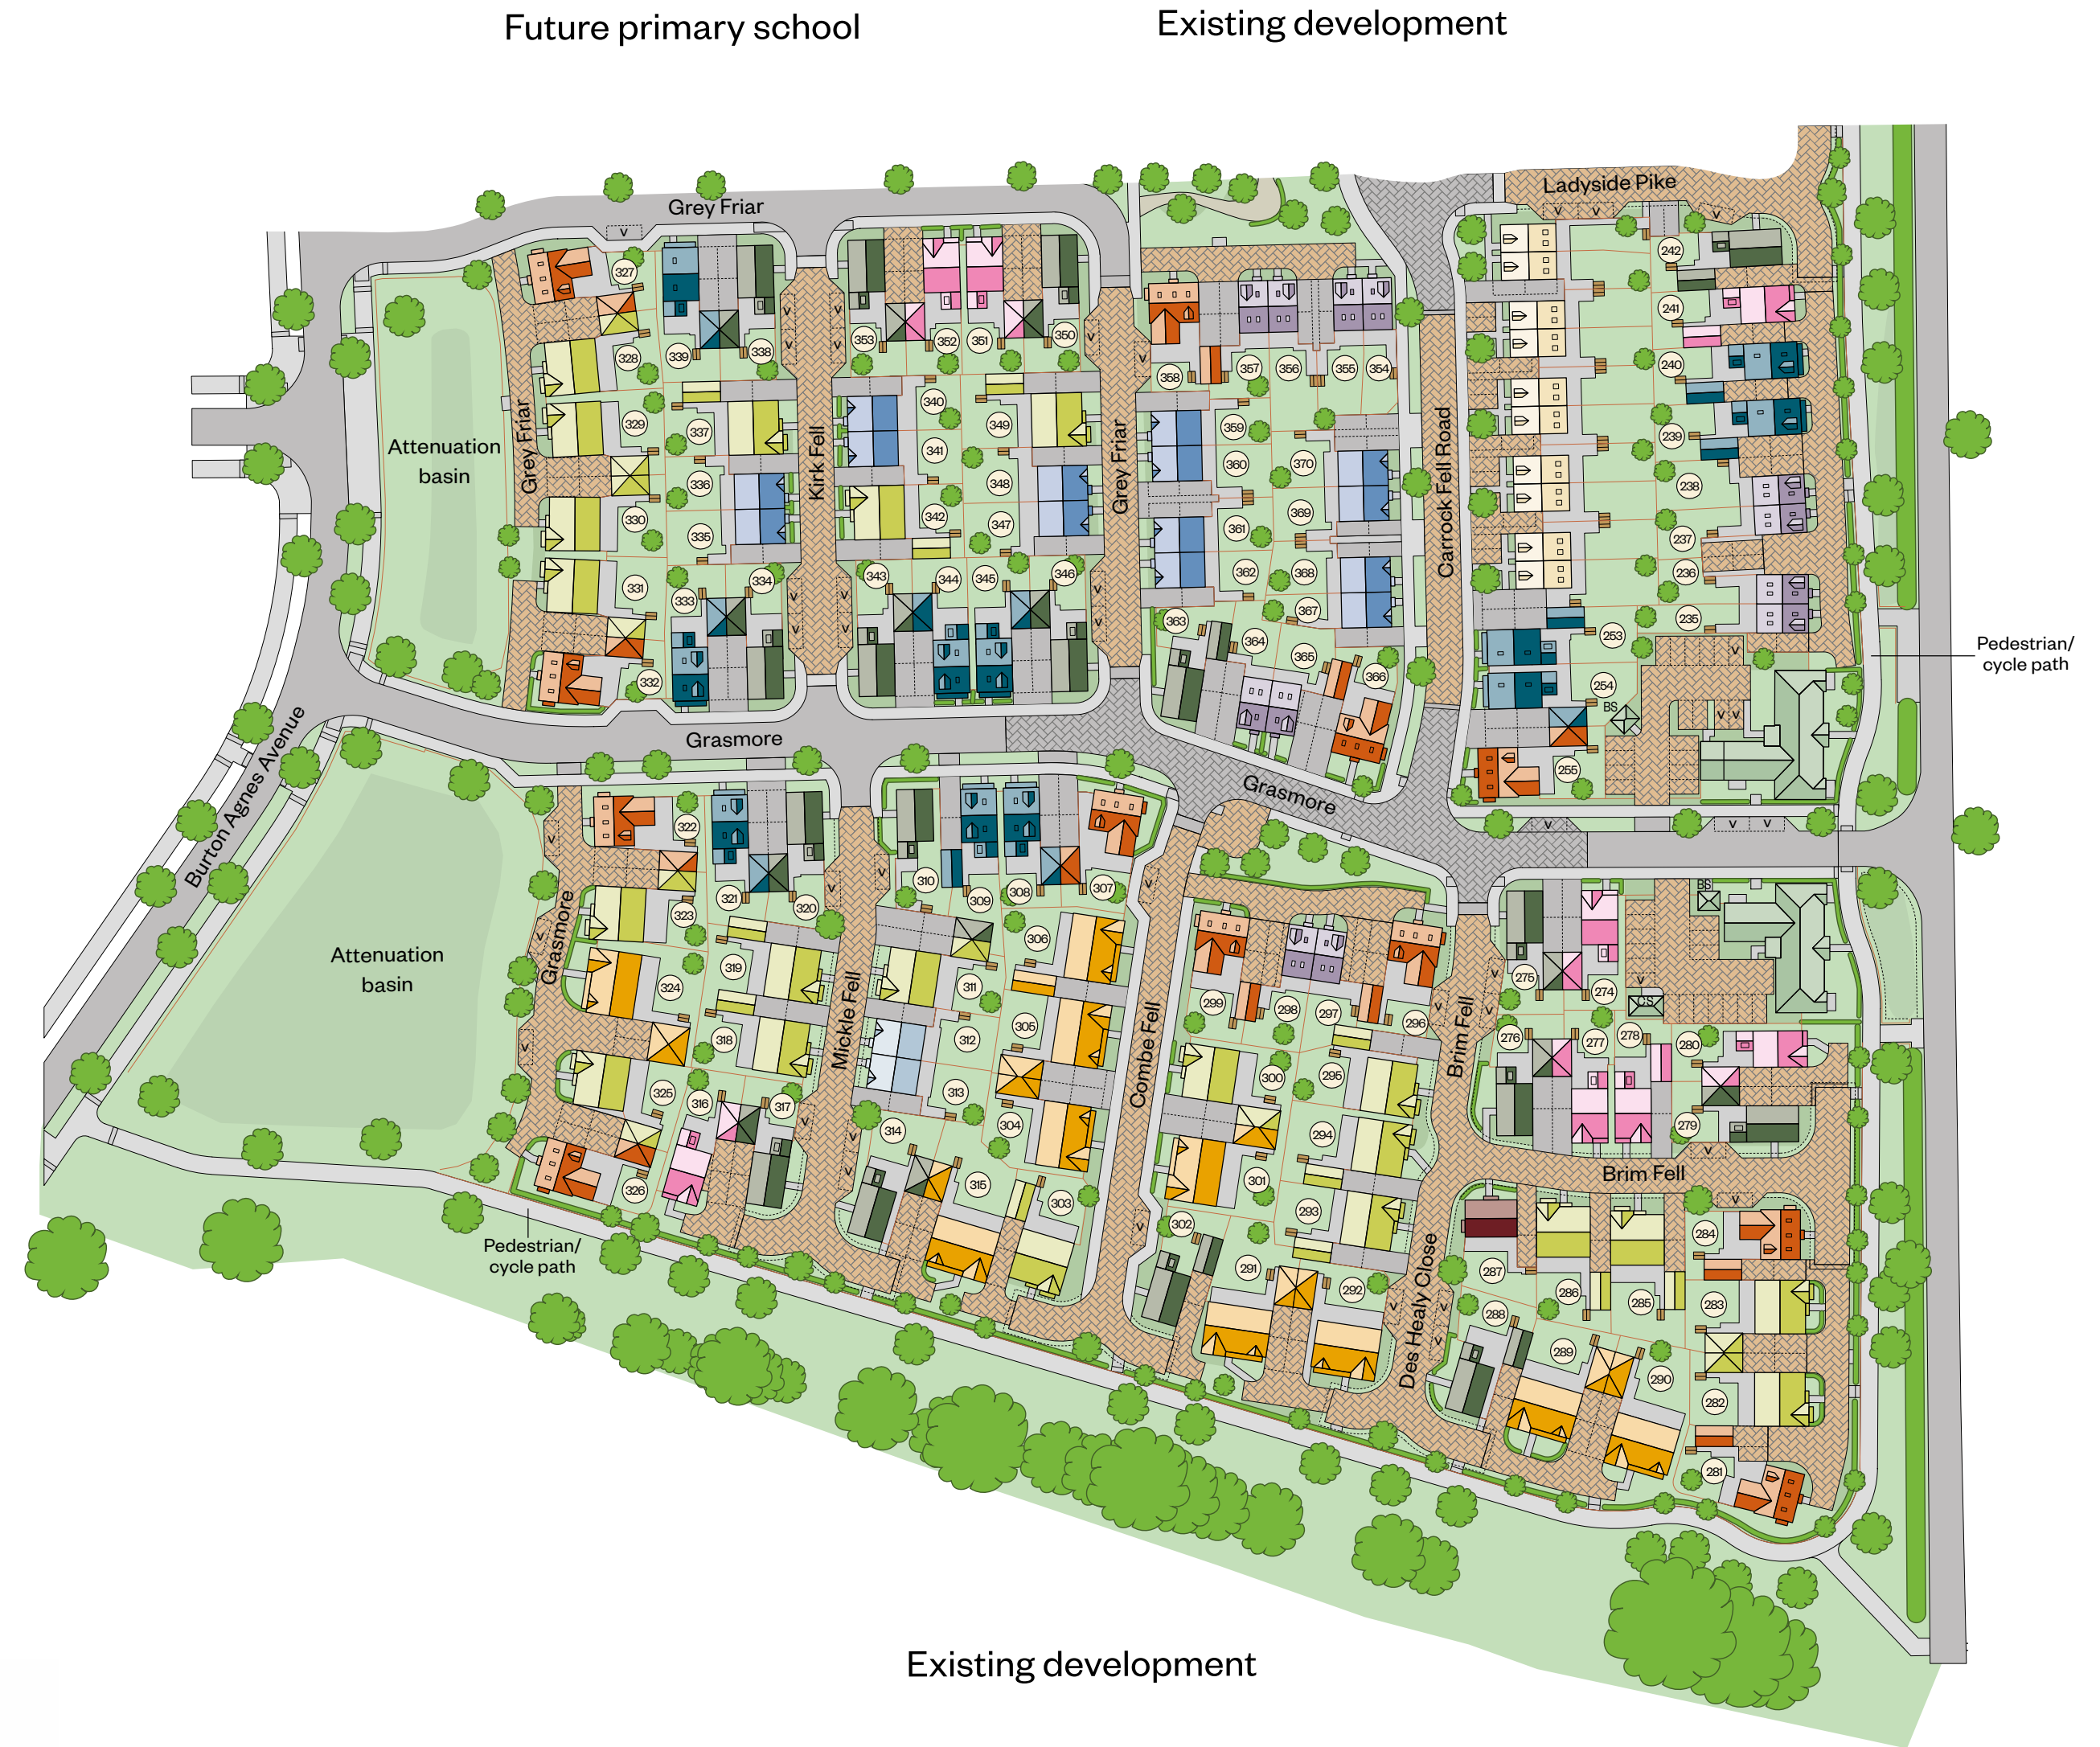 Future primary school
Existing development
Ladyside Pike
Grey Friar
v
v v
v
327
242
328
339
338
353
352
351
350
241
358
357
356
355
354
240
v
v
v
v
v
v
Attenuation
basin
Grey Friar
329
337
Kirk Fell
340
341
349
Grey Friar
359
360
370
Carrock Fell Road
239
238
330
336
335
342
348
347
361
369
237
236
331
333
334
343
344
345
346
362
368
367
235
253
v
v
v
v
v
v
332
363
364
365
366
254
BS
v
v v
255
Pedestrian/
cycle path
Burton Agnes Avenue
Grasmore
Grasmore
v
v v
322
321
320
310
309
308
307
v
v
v
v
BS
Attenuation
basin
Grasmore
v
323
319
324
318
Mickle Fell
306
311
305
312
Combe Fell
299
298
297
296
v
v
Brim Fell
275
274
v
CS
276
277
278
280
v
325
316
317
v
313
304
314
v
v
300
295
294
279
v
Brim Fell
v
326
315
303
301
293
302
v
284
Pedestrian/
cycle path
291
292
v
Des Healy Close
v
v
287
286
285
283
288
289
290
282
281
Existing development